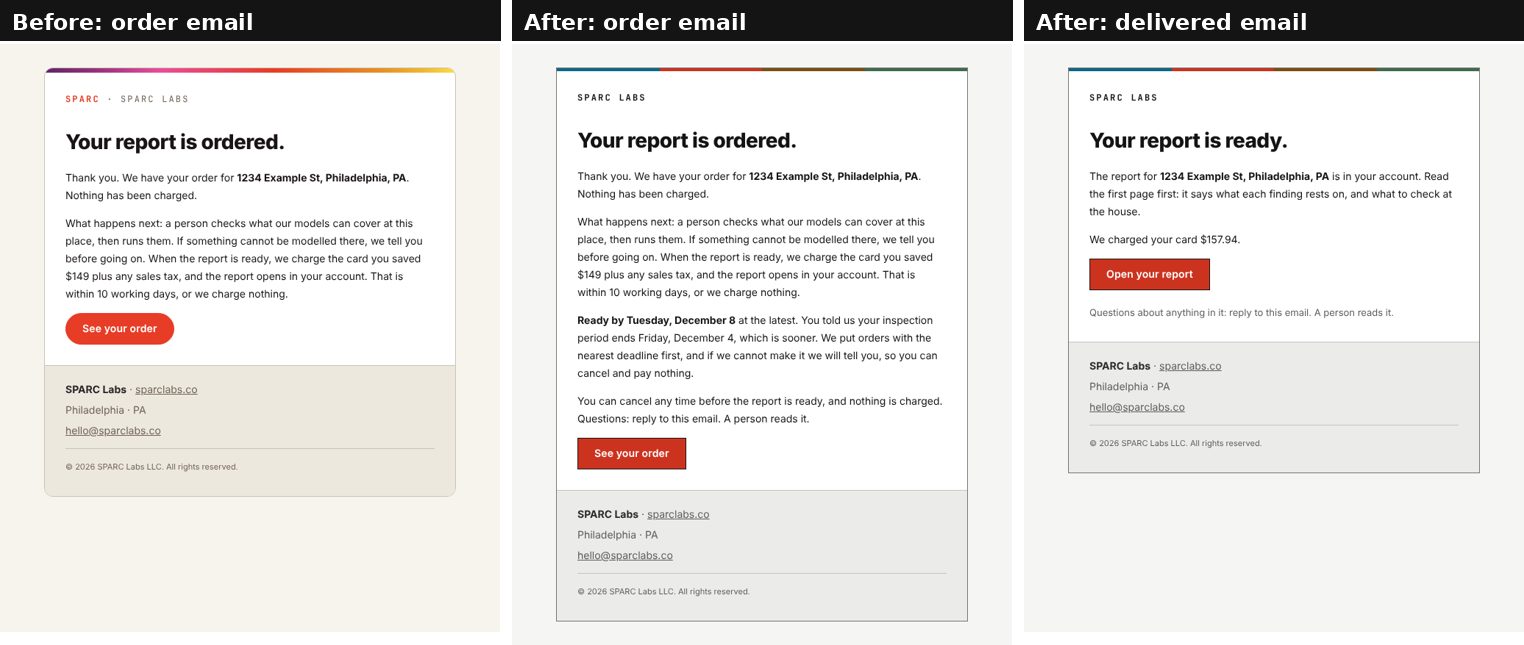 Before: order email
SPARC · SPARC LABS
Your report is ordered.
Thank you. We have your order for 1234 Example St, Philadelphia, PA.
Nothing has been charged.
What happens next: a person checks what our models can cover at this
place, then runs them. If something cannot be modelled there, we tell you
before going on. When the report is ready, we charge the card you saved
$149 plus any sales tax, and the report opens in your account. That is
within 10 working days, or we charge nothing.
See your order
SPARC Labs · sparclabs.co
Philadelphia · PA
hello@sparclabs.co
© 2026 SPARC Labs LLC. All rights reserved.
After: order email
SPARC LABS
Your report is ordered.
Thank you. We have your order for 1234 Example St, Philadelphia, PA.
Nothing has been charged.
What happens next: a person checks what our models can cover at this
place, then runs them. If something cannot be modelled there, we tell you
before going on. When the report is ready, we charge the card you saved
$149 plus any sales tax, and the report opens in your account. That is
within 10 working days, or we charge nothing.
Ready by Tuesday, December 8 at the latest. You told us your inspection
period ends Friday, December 4, which is sooner. We put orders with the
nearest deadline first, and if we cannot make it we will tell you, so you can
cancel and pay nothing.
You can cancel any time before the report is ready, and nothing is charged.
Questions: reply to this email. A person reads it.
See your order
SPARC Labs · sparclabs.co
Philadelphia · PA
hello@sparclabs.co
© 2026 SPARC Labs LLC. All rights reserved.
After: delivered email
SPARC LABS
Your report is ready.
The report for 1234 Example St, Philadelphia, PA is in your account. Read
the first page first: it says what each finding rests on, and what to check at
the house.
We charged your card $157.94.
Open your report
Questions about anything in it: reply to this email. A person reads it.
SPARC Labs · sparclabs.co
Philadelphia · PA
hello@sparclabs.co
© 2026 SPARC Labs LLC. All rights reserved.